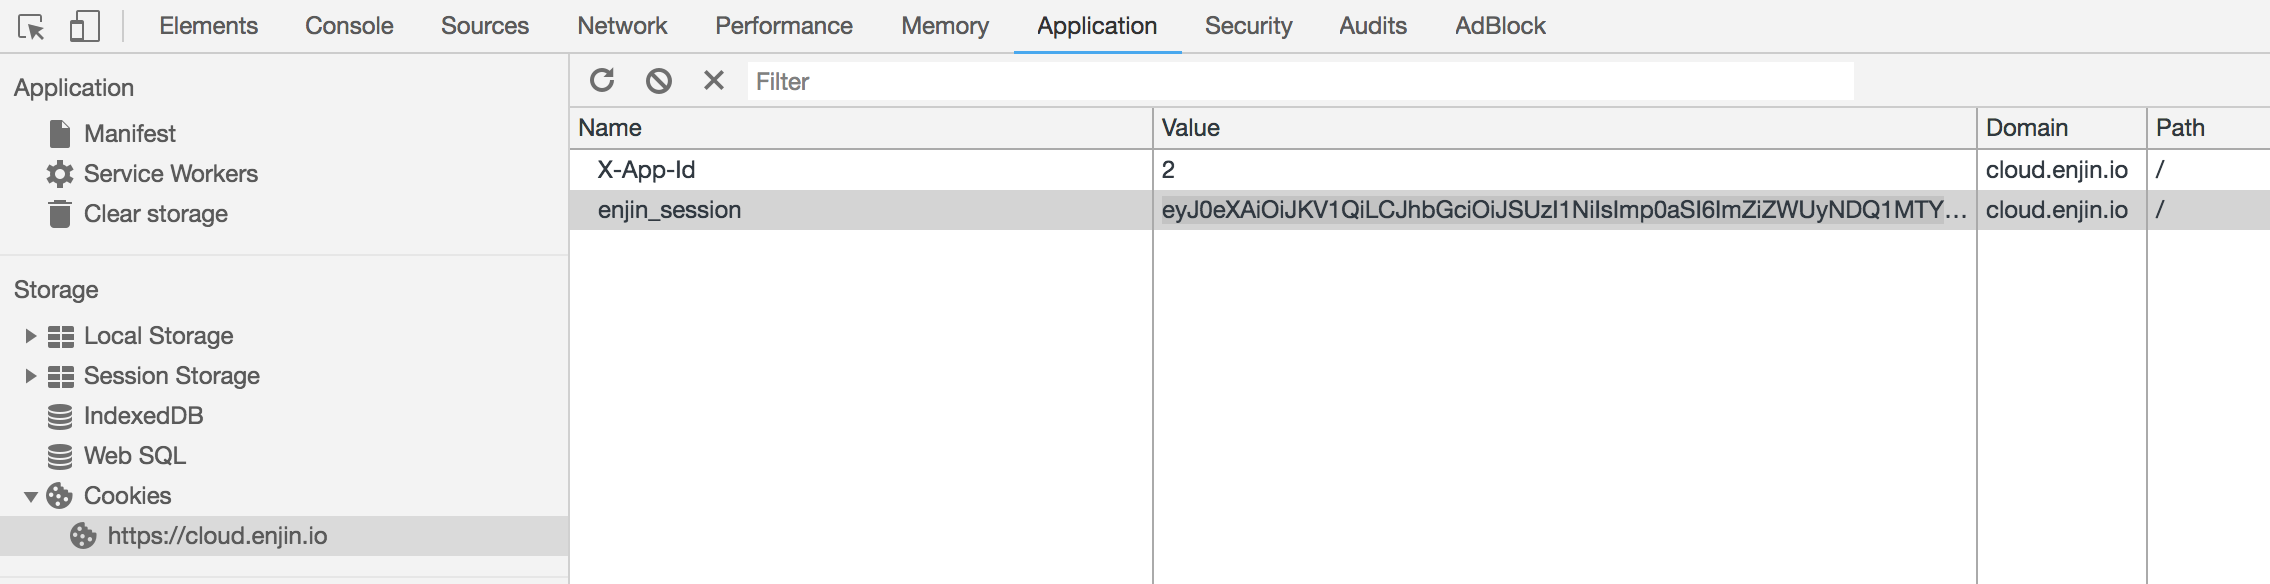 Elements Console Sources Network Performance Memory Application Security Audits AdBlock
Application
Manifest
Service Workers
Clear storage
Storage
Local Storage
Session Storage
IndexedDB
Web SQL
Cookies
https://cloud.enjin.io
Filter
Name Value Domain Path
X-App-Id 2 cloud.enjin.io /
enjin_session eyJ0eXAiOiJKV1QiLCJhbGciOiJSUzI1NiIsImp0aSI6ImZiZWUyNDQ1MTY... cloud.enjin.io /